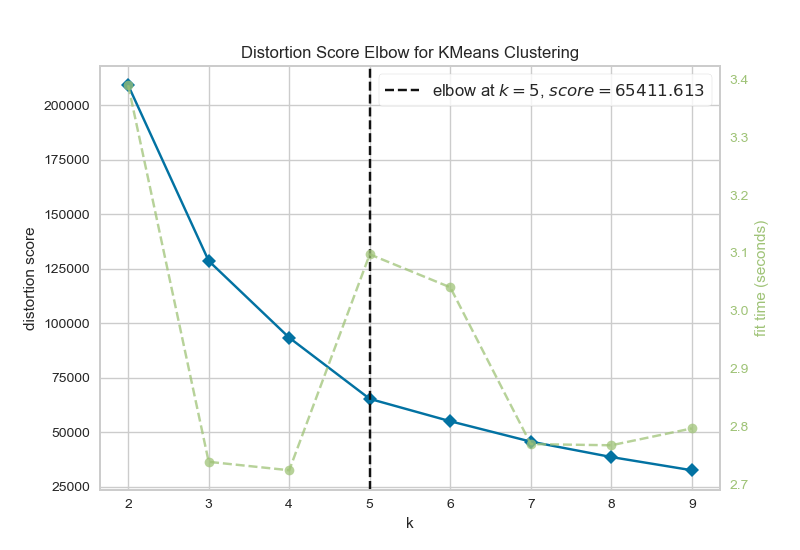 Distortion Score Elbow for KMeans Clustering
elbow at k = 5, score = 65411.613
distortion score
200000
175000
150000
125000
100000
75000
50000
25000
2 3 4 5 6 7 8 9
k
3.4
3.3
3.2
3.1
3.0
2.9
2.8
2.7
fit time (seconds)